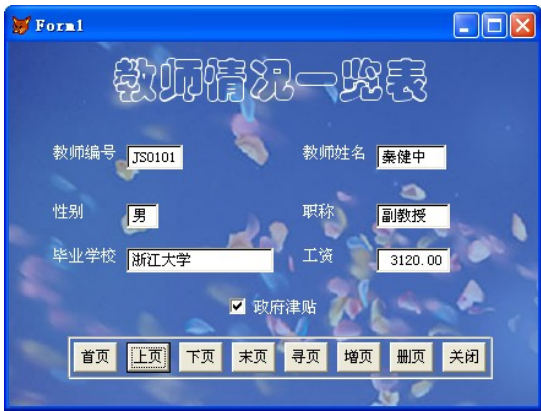 Form1
教师情况一览表
教师编号 JS0101 教师姓名 秦健中
性别 男 职称 副教授
毕业学校 浙江大学 工资 3120.00
政府津贴
首页 上页 下页 末页 寻页 增页 删页 关闭